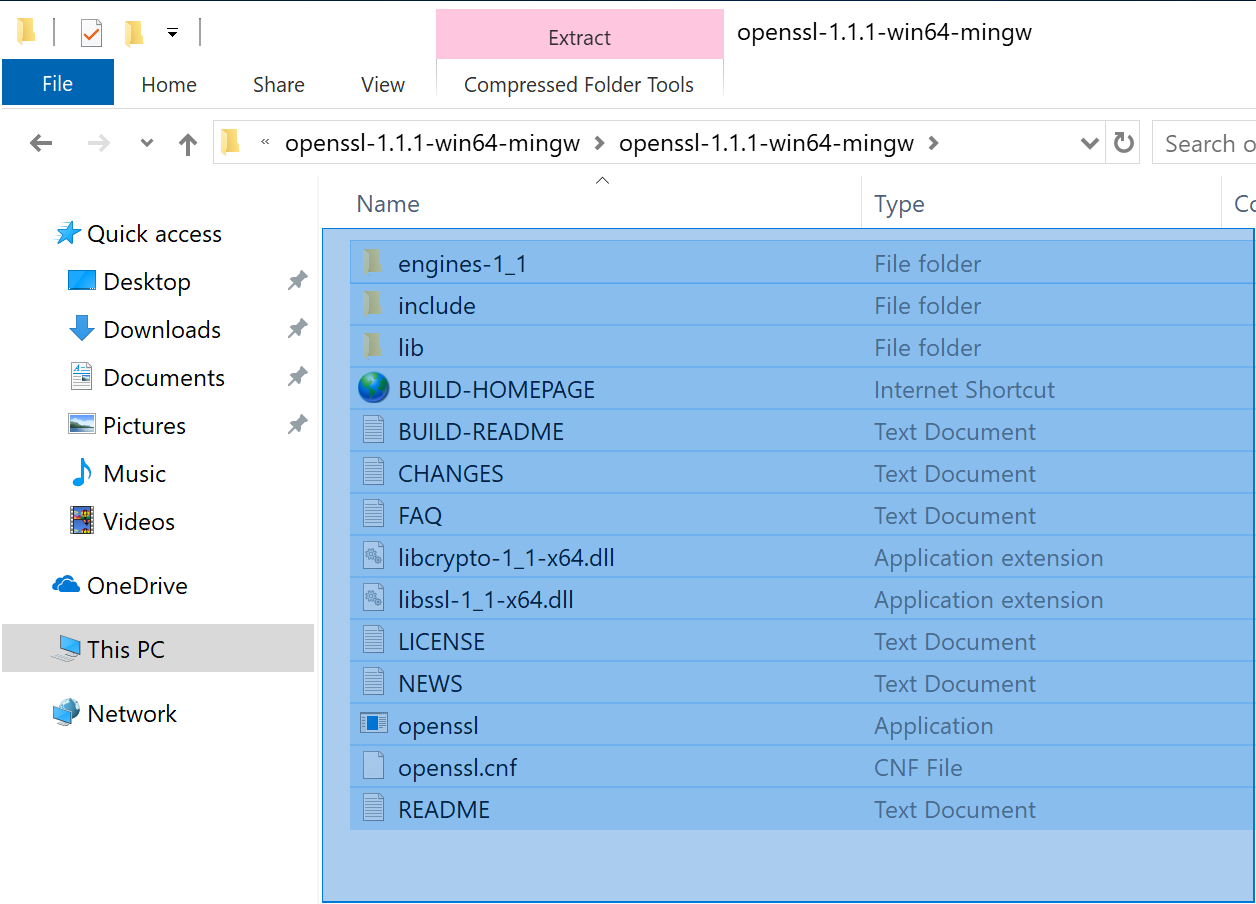 Extract
openssl-1.1.1-win64-mingw
File
Home
Share
View
Compressed Folder Tools
« openssl-1.1.1-win64-mingw openssl-1.1.1-win64-mingw
Search o
Name
Type
Co
Quick access
Desktop
Downloads
Documents
Pictures
Music
Videos
OneDrive
This PC
Network
engines-1_1 File folder
include File folder
lib File folder
BUILD-HOMEPAGE Internet Shortcut
BUILD-README Text Document
CHANGES Text Document
FAQ Text Document
libcrypto-1_1-x64.dll Application extension
libssl-1_1-x64.dll Application extension
LICENSE Text Document
NEWS Text Document
openssl Application
openssl.cnf CNF File
README Text Document